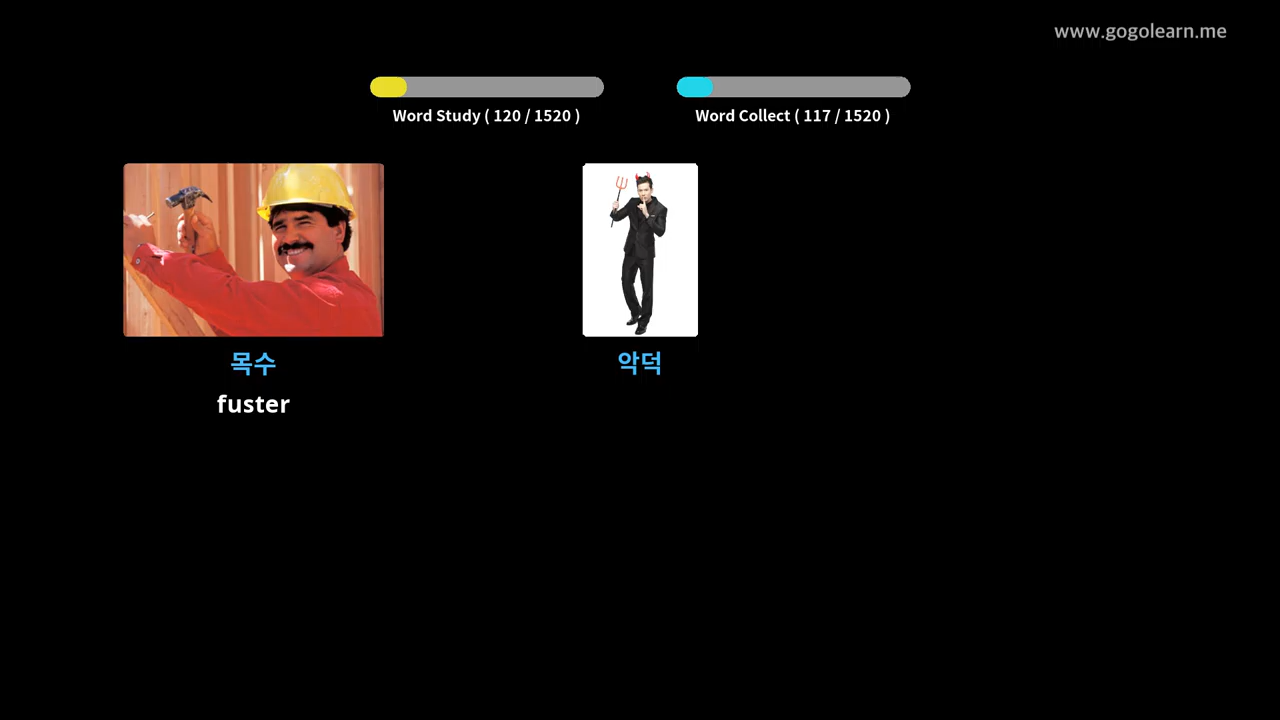 www.gogolearn.me
Word Study ( 120 / 1520 )
Word Collect ( 117 / 1520 )
목수
fuster
악덕